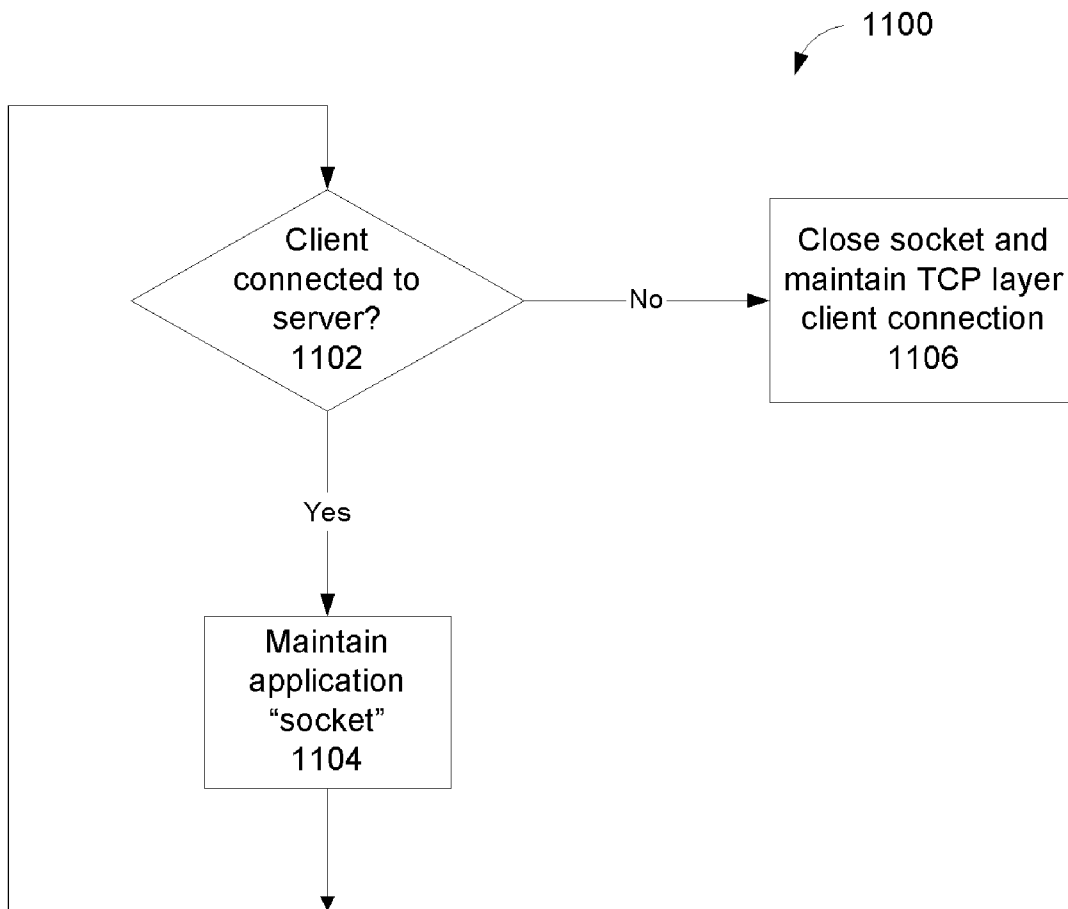 1100
Client
connected to
server?
1102
No
Close socket and
maintain TCP layer
client connection
1106
Yes
Maintain
application
“socket”
1104